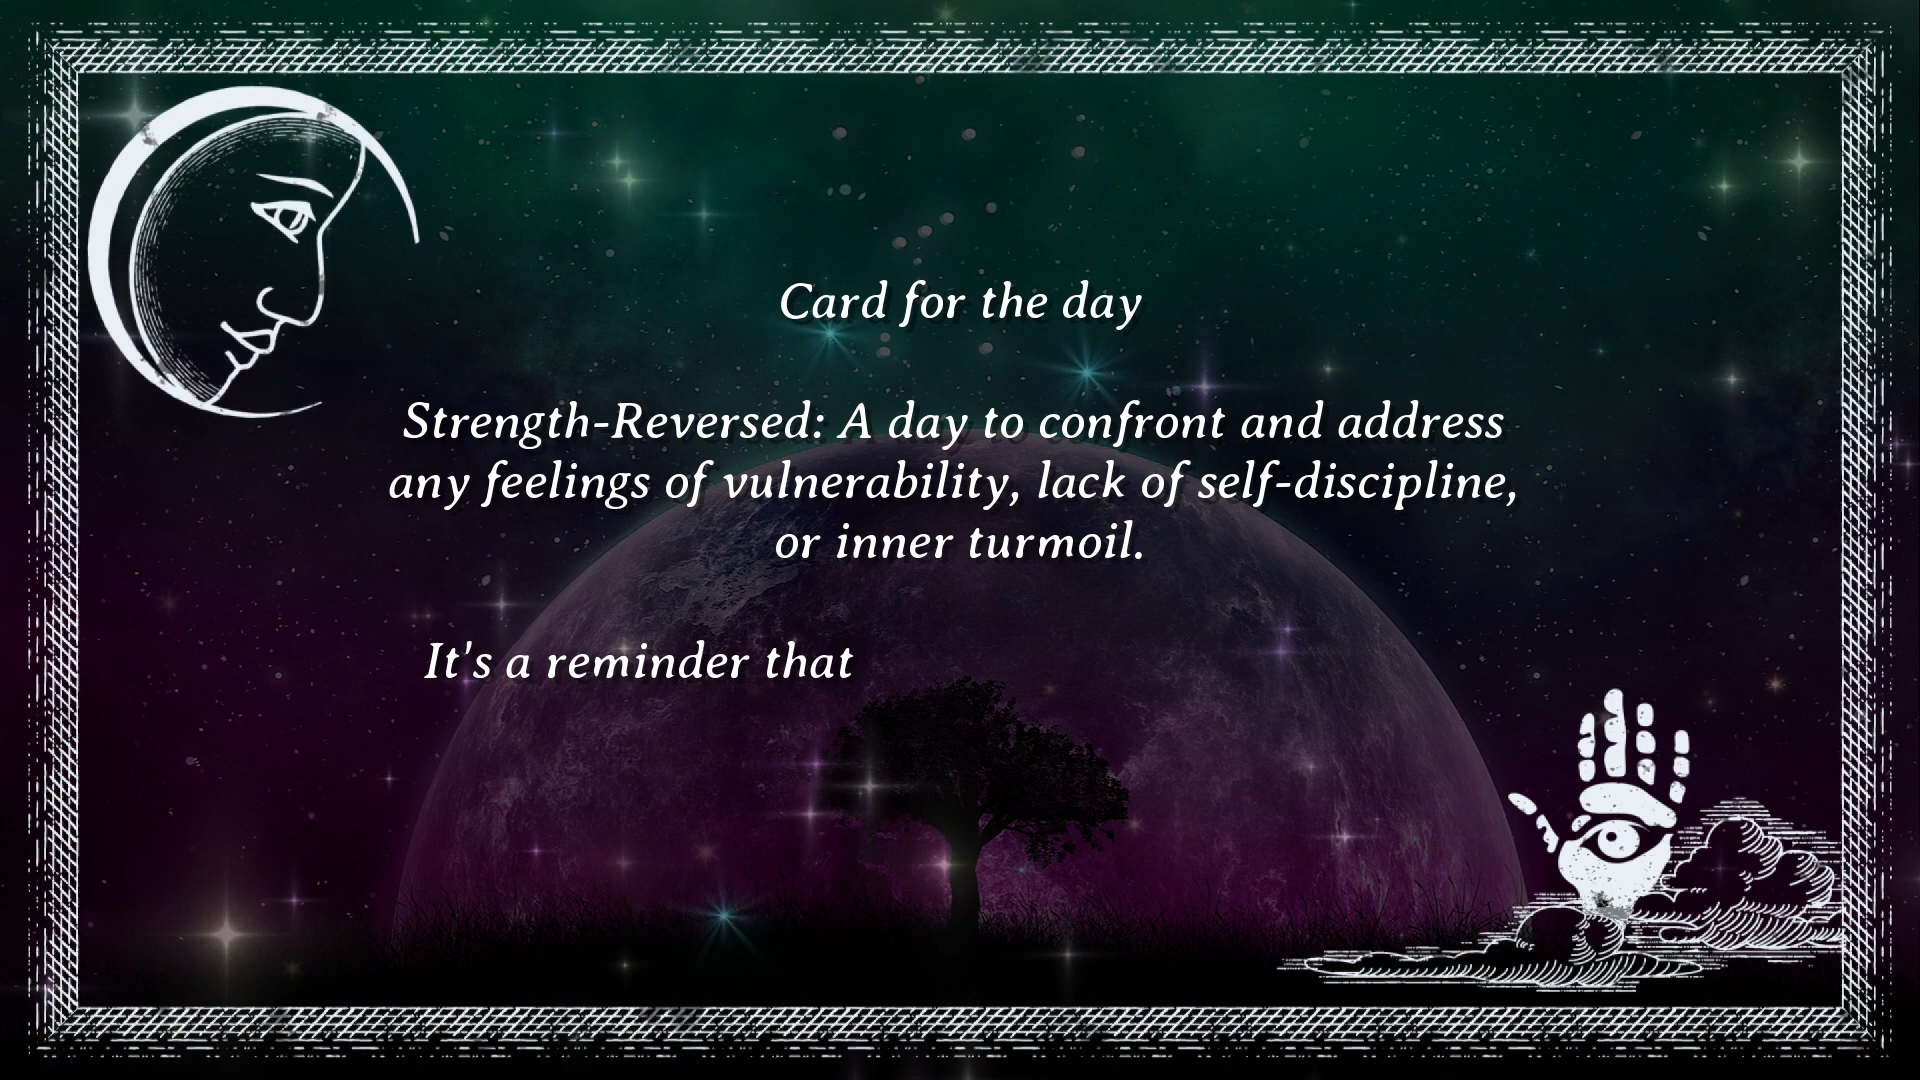 Card for the day
Strength-Reversed: A day to confront and address
any feelings of vulnerability, lack of self-discipline,
or inner turmoil.
It's a reminder that